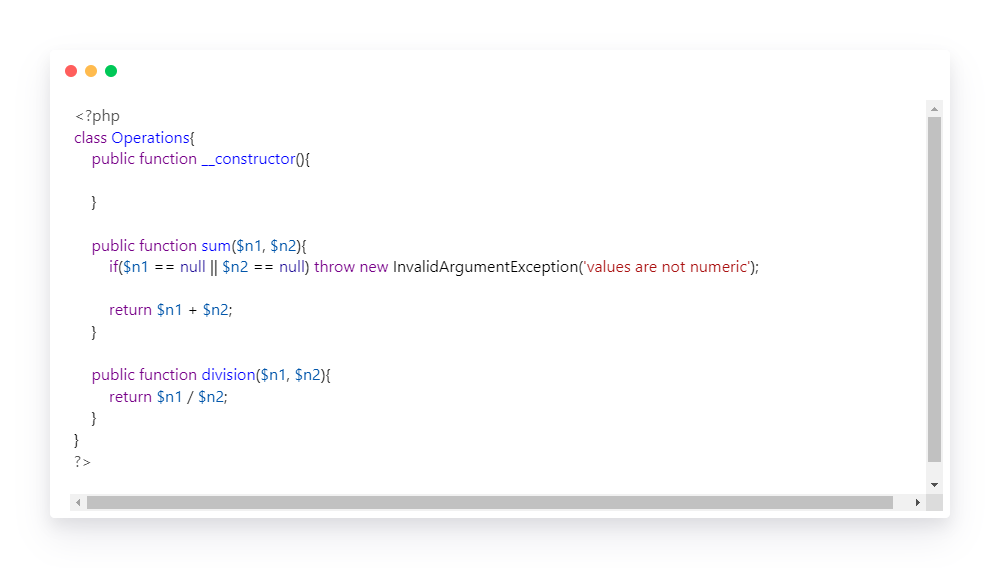 <?php
class Operations{
public function __constructor(){
}
public function sum($n1, $n2){
if($n1 == null || $n2 == null) throw new InvalidArgumentException('values are not numeric');
return $n1 + $n2;
}
public function division($n1, $n2){
return $n1 / $n2;
}
}
?>